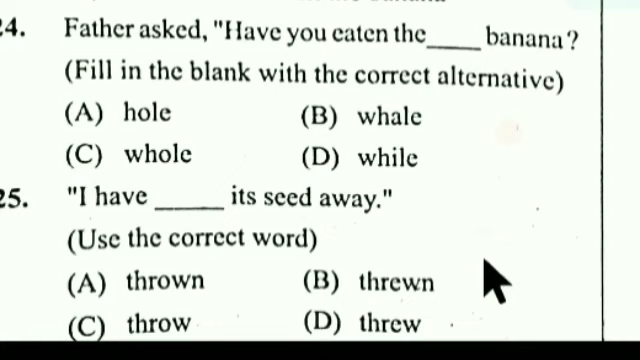 24. Father asked, "Have you eaten the____ banana?
(Fill in the blank with the correct alternative)
(A) hole (B) whale
(C) whole (D) while
25. "I have _____ its seed away."
(Use the correct word)
(A) thrown (B) threwn
(C) throw (D) threw